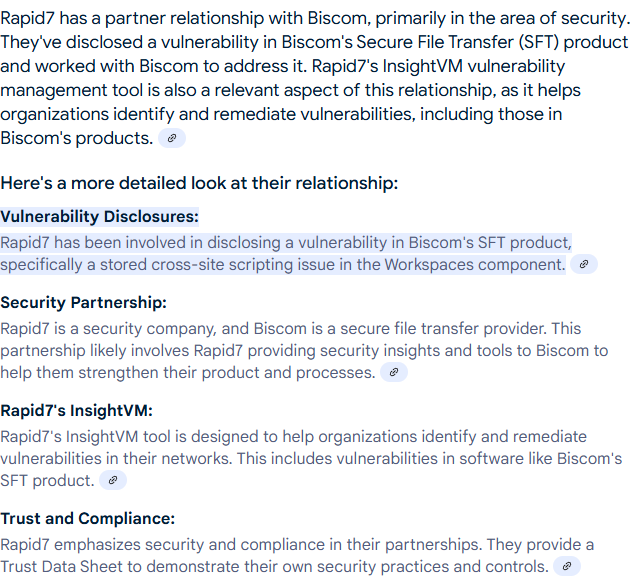 Rapid7 has a partner relationship with Biscom, primarily in the area of security.
They've disclosed a vulnerability in Biscom's Secure File Transfer (SFT) product
and worked with Biscom to address it. Rapid7's InsightVM vulnerability
management tool is also a relevant aspect of this relationship, as it helps
organizations identify and remediate vulnerabilities, including those in
Biscom's products.
Here's a more detailed look at their relationship:
Vulnerability Disclosures:
Rapid7 has been involved in disclosing a vulnerability in Biscom's SFT product,
specifically a stored cross-site scripting issue in the Workspaces component.
Security Partnership:
Rapid7 is a security company, and Biscom is a secure file transfer provider. This
partnership likely involves Rapid7 providing security insights and tools to Biscom to
help them strengthen their product and processes.
Rapid7's InsightVM:
Rapid7's InsightVM tool is designed to help organizations identify and remediate
vulnerabilities in their networks. This includes vulnerabilities in software like Biscom's
SFT product.
Trust and Compliance:
Rapid7 emphasizes security and compliance in their partnerships. They provide a
Trust Data Sheet to demonstrate their own security practices and controls.